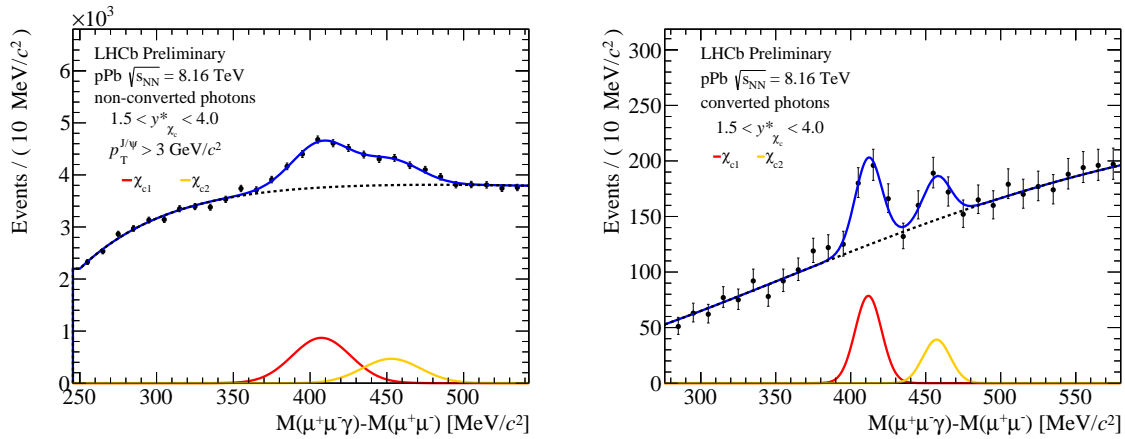 ×10³
Events / (10 MeV/c²)
6
5
4
3
2
1
0
LHCb Preliminary
pPb √s_NN = 8.16 TeV
non-converted photons
1.5 < y*_χc < 4.0
p_T^J/ψ > 3 GeV/c²
χc1 χc2
250 300 350 400 450 500
M(μ⁺μ⁻γ)-M(μ⁺μ⁻) [MeV/c²]
Events / (10 MeV/c²)
300
250
200
150
100
50
0
LHCb Preliminary
pPb √s_NN = 8.16 TeV
converted photons
1.5 < y*_χc < 4.0
χc1 χc2
300 350 400 450 500 550
M(μ⁺μ⁻γ)-M(μ⁺μ⁻) [MeV/c²]